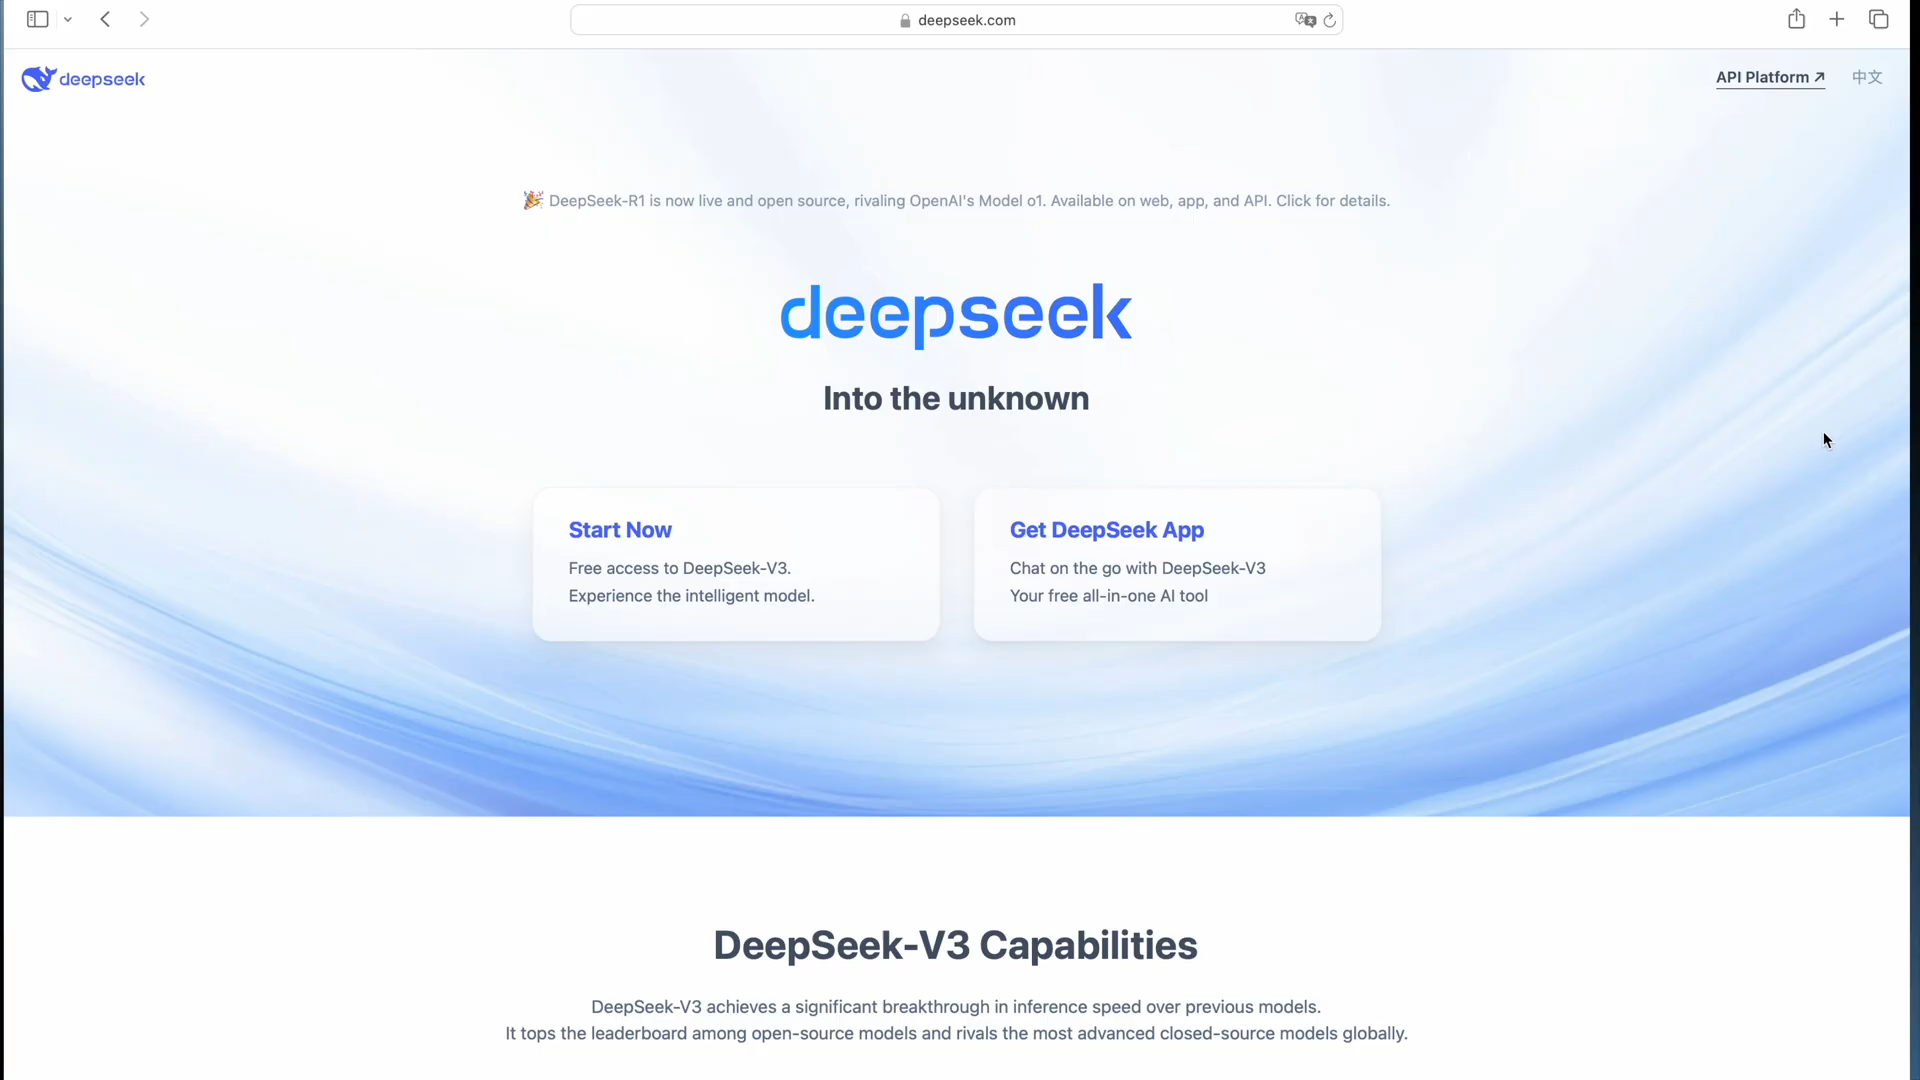 deepseek.com
deepseek
API Platform ↗
中文
🎉 DeepSeek-R1 is now live and open source, rivaling OpenAI's Model o1. Available on web, app, and API. Click for details.
deepseek
Into the unknown
Start Now
Free access to DeepSeek-V3.
Experience the intelligent model.
Get DeepSeek App
Chat on the go with DeepSeek-V3
Your free all-in-one AI tool
DeepSeek-V3 Capabilities
DeepSeek-V3 achieves a significant breakthrough in inference speed over previous models.
It tops the leaderboard among open-source models and rivals the most advanced closed-source models globally.